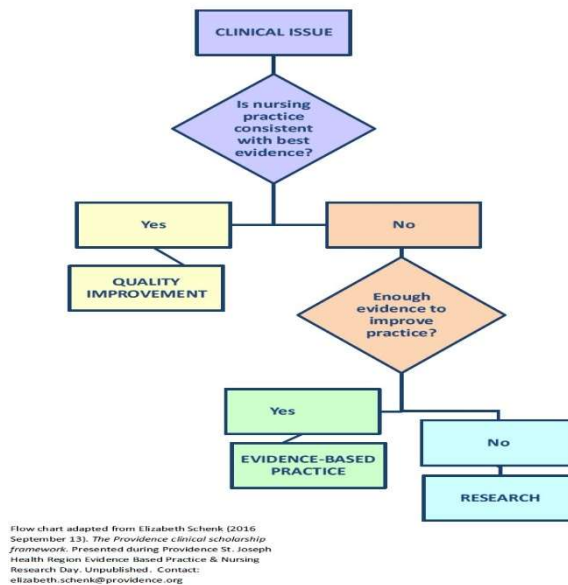 CLINICAL ISSUE
Is nursing
practice
consistent
with best
evidence?
Yes
No
QUALITY
IMPROVEMENT
Enough
evidence to
improve
practice?
Yes
No
EVIDENCE-BASED
PRACTICE
RESEARCH
Flow chart adapted from Elizabeth Schenk (2016
September 13). The Providence clinical scholarship
framework. Presented during Providence St. Joseph
Health Region Evidence Based Practice & Nursing
Research Day. Unpublished. Contact:
elizabeth.schenk@providence.org